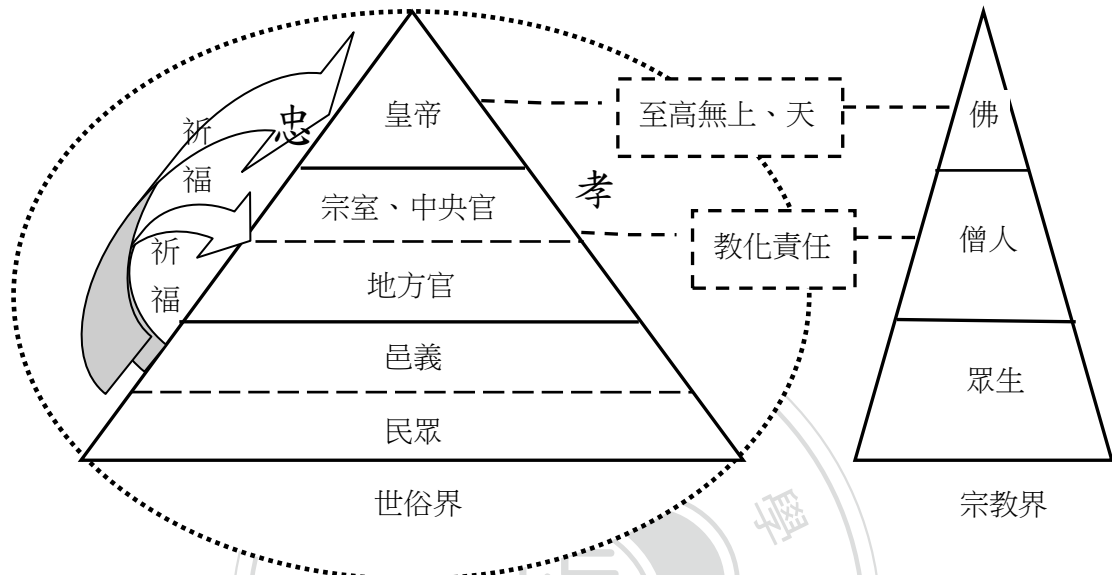 皇帝
宗室、中央官
地方官
邑義
民眾
世俗界
忠
孝
祈
福
祈
福
至高無上、天
教化責任
佛
僧人
眾生
宗教界
學